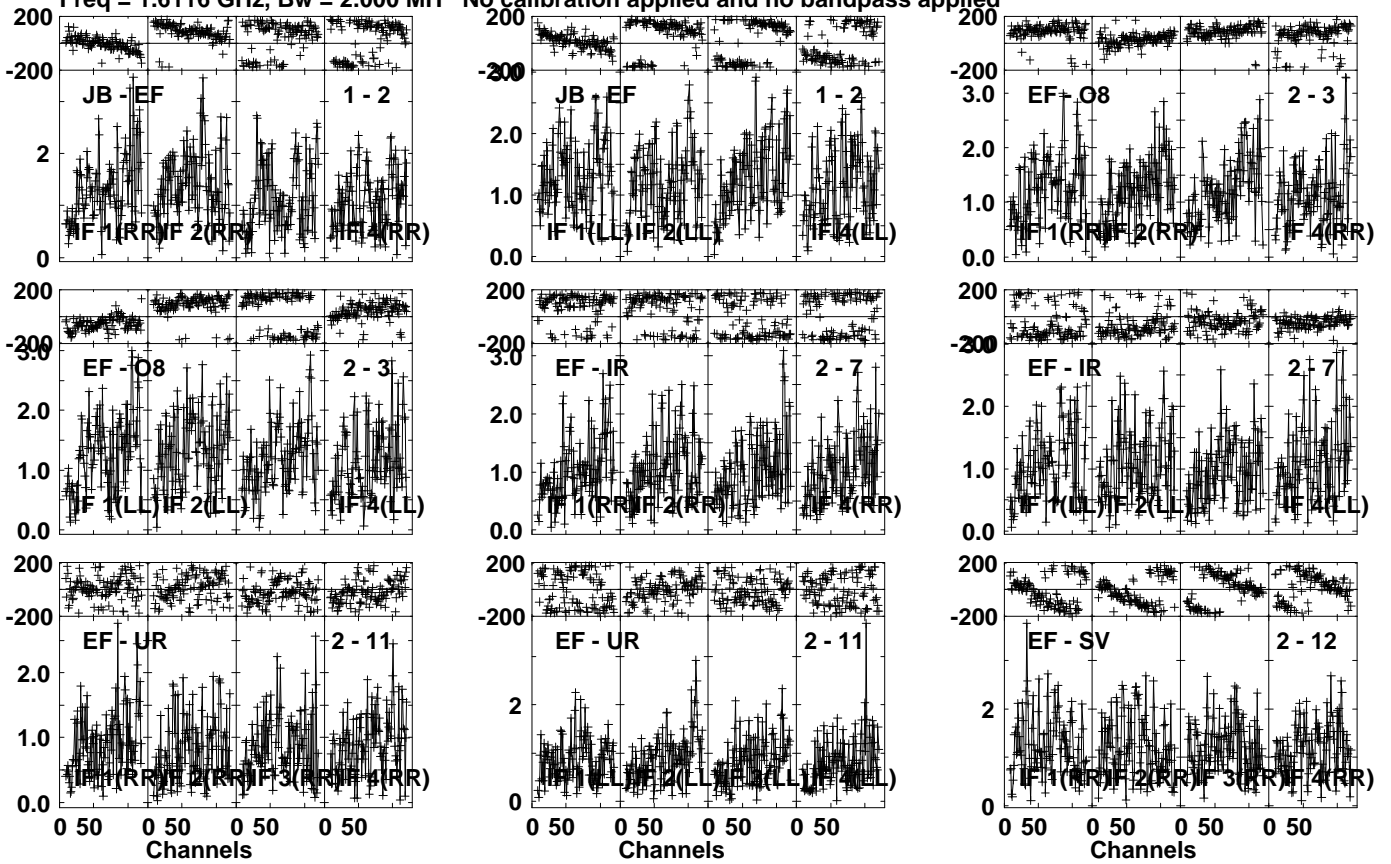 Freq = 1.6116 GHz, Bw = 2.000 MH No calibration applied and no bandpass applied
200
-200
JB - EF 1 - 2
2
0
IF 1(RR) IF 2(RR) IF 4(RR)
200
-200
3.0
JB - EF 1 - 2
2.0
1.0
0.0
IF 1(LL) IF 2(LL) IF 4(LL)
200
-200
EF - O8 2 - 3
3.0
2.0
1.0
0.0
IF 1(RR) IF 2(RR) IF 4(RR)
200
-200
3.0
EF - O8 2 - 3
2.0
1.0
0.0
IF 1(LL) IF 2(LL) IF 4(LL)
200
-200
3.0
EF - IR 2 - 7
2.0
1.0
0.0
IF 1(RR) IF 2(RR) IF 4(RR)
200
-200
3.0
EF - IR 2 - 7
2.0
1.0
0.0
IF 1(LL) IF 2(LL) IF 4(LL)
200
-200
EF - UR 2 - 11
2.0
1.0
0.0
IF 1(RR) IF 2(RR) IF 3(RR) IF 4(RR)
0 50 0 50 0 50 0 50
Channels
200
-200
EF - UR 2 - 11
2
0
IF 1(LL) IF 2(LL) IF 3(LL) IF 4(LL)
0 50 0 50 0 50 0 50
Channels
200
-200
EF - SV 2 - 12
2
0
IF 1(RR) IF 2(RR) IF 3(RR) IF 4(RR)
0 50 0 50 0 50 0 50
Channels